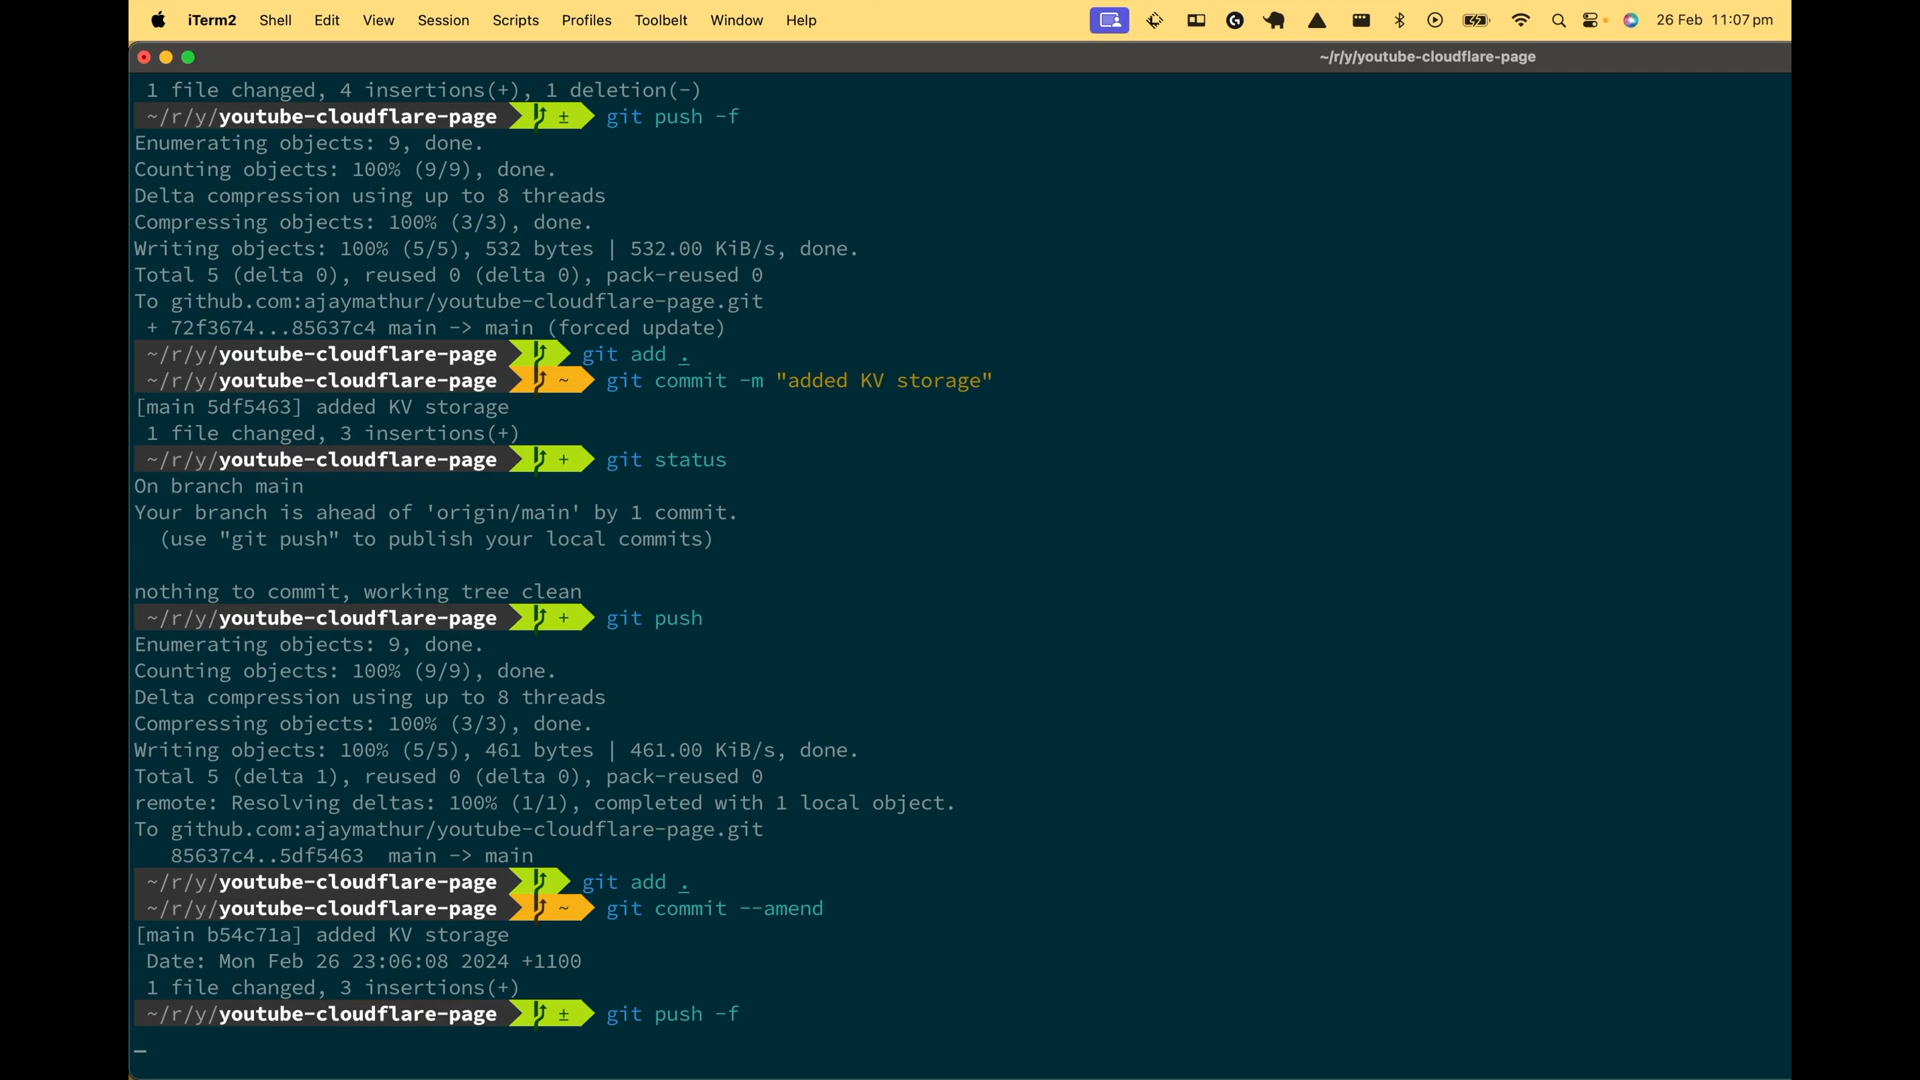 iTerm2 Shell Edit View Session Scripts Profiles Toolbelt Window Help 26 Feb 11:07 pm
~/r/y/youtube-cloudflare-page
1 file changed, 4 insertions(+), 1 deletion(-)
~/r/y/youtube-cloudflare-page ± git push -f
Enumerating objects: 9, done.
Counting objects: 100% (9/9), done.
Delta compression using up to 8 threads
Compressing objects: 100% (3/3), done.
Writing objects: 100% (5/5), 532 bytes | 532.00 KiB/s, done.
Total 5 (delta 0), reused 0 (delta 0), pack-reused 0
To github.com:ajaymathur/youtube-cloudflare-page.git
+ 72f3674...85637c4 main -> main (forced update)
~/r/y/youtube-cloudflare-page git add .
~/r/y/youtube-cloudflare-page ~ git commit -m "added KV storage"
[main 5df5463] added KV storage
1 file changed, 3 insertions(+)
~/r/y/youtube-cloudflare-page + git status
On branch main
Your branch is ahead of 'origin/main' by 1 commit.
(use "git push" to publish your local commits)
nothing to commit, working tree clean
~/r/y/youtube-cloudflare-page + git push
Enumerating objects: 9, done.
Counting objects: 100% (9/9), done.
Delta compression using up to 8 threads
Compressing objects: 100% (3/3), done.
Writing objects: 100% (5/5), 461 bytes | 461.00 KiB/s, done.
Total 5 (delta 1), reused 0 (delta 0), pack-reused 0
remote: Resolving deltas: 100% (1/1), completed with 1 local object.
To github.com:ajaymathur/youtube-cloudflare-page.git
85637c4..5df5463 main -> main
~/r/y/youtube-cloudflare-page git add .
~/r/y/youtube-cloudflare-page ~ git commit --amend
[main b54c71a] added KV storage
Date: Mon Feb 26 23:06:08 2024 +1100
1 file changed, 3 insertions(+)
~/r/y/youtube-cloudflare-page ± git push -f